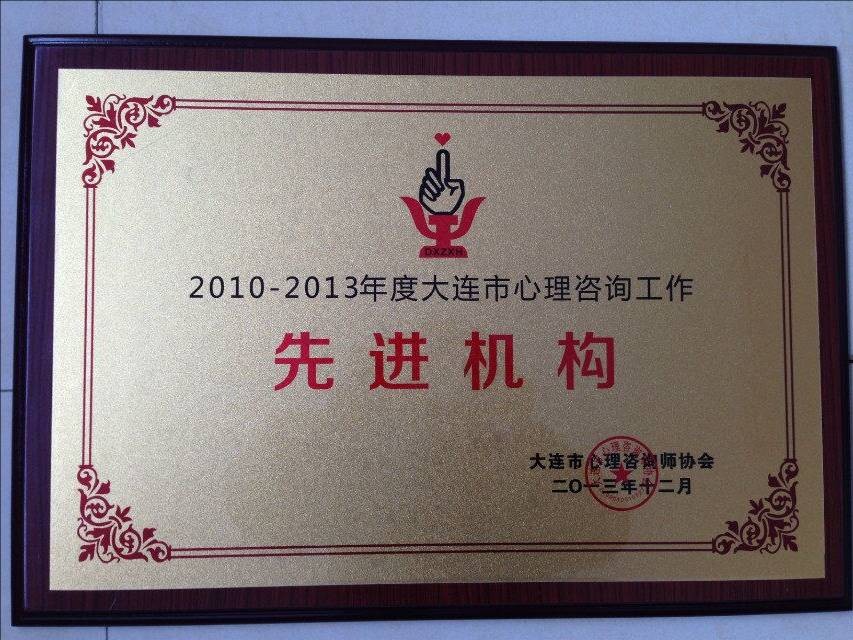 DXZXH
2010-2013年度大连市心理咨询工作
先进机构
大连市心理咨询师协会
二〇一三年十二月